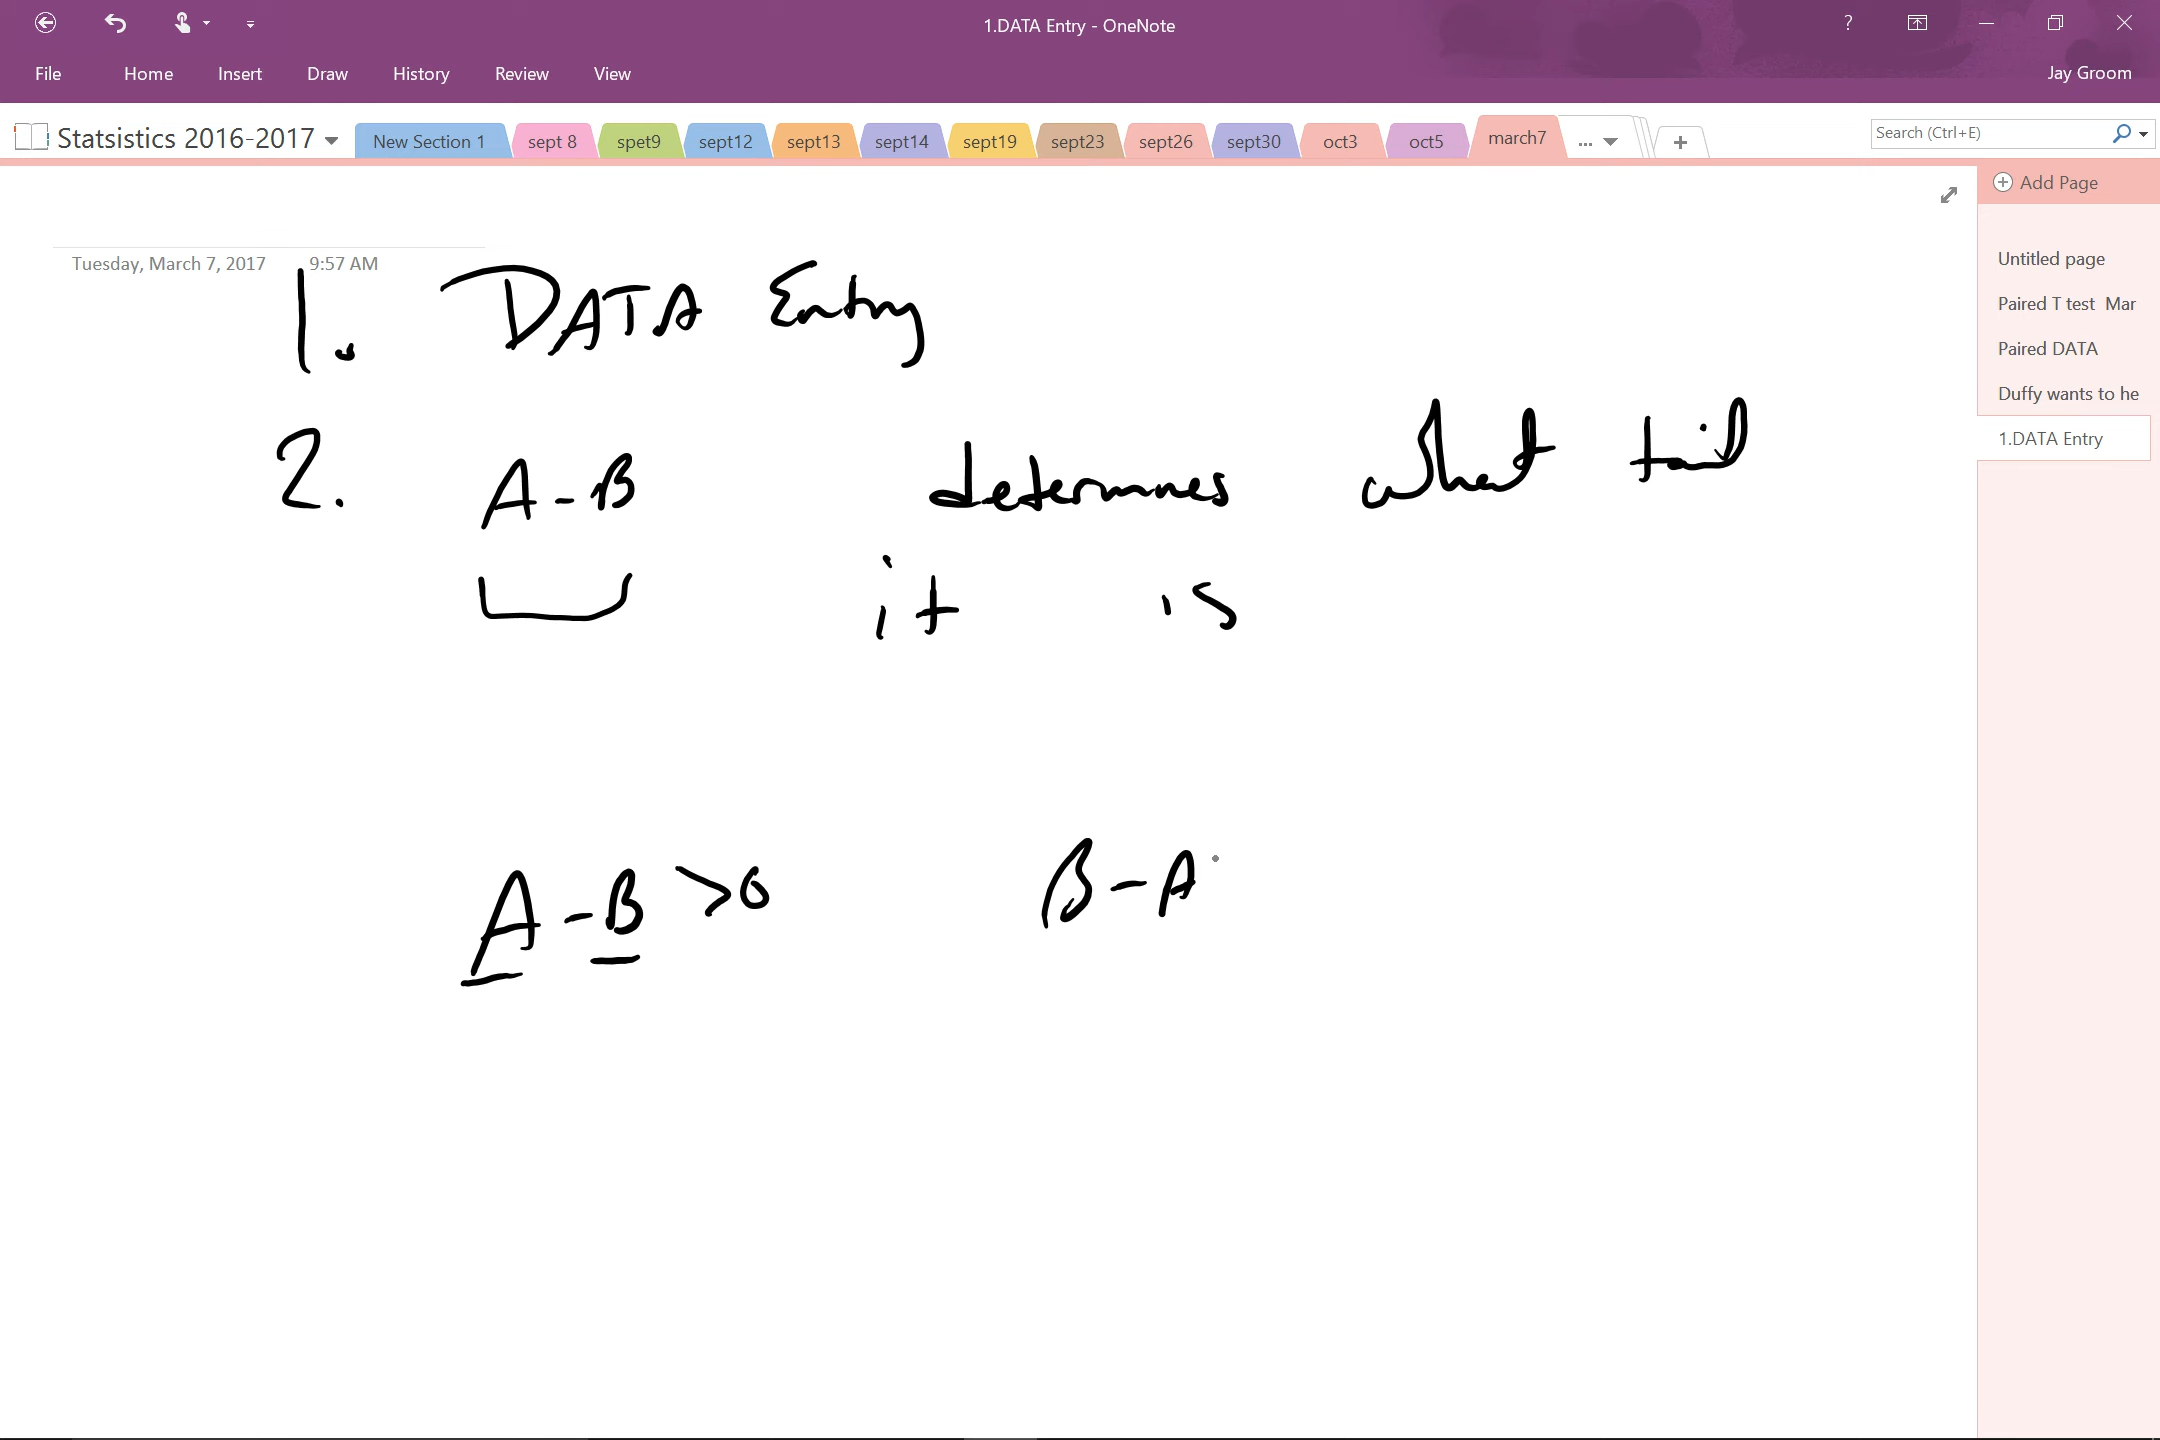 1.DATA Entry - OneNote
?
File Home Insert Draw History Review View
Jay Groom
Statsistics 2016-2017
New Section 1 sept 8 spet9 sept12 sept13 sept14 sept19 sept23 sept26 sept30 oct3 oct5 march7 ... +
Search (Ctrl+E)
Add Page
Untitled page
Paired T test Mar
Paired DATA
Duffy wants to he
1.DATA Entry
Tuesday, March 7, 2017 9:57 AM
1. DATA Entry
2. A-B determnes what tail
it is
A-B >0 B-A